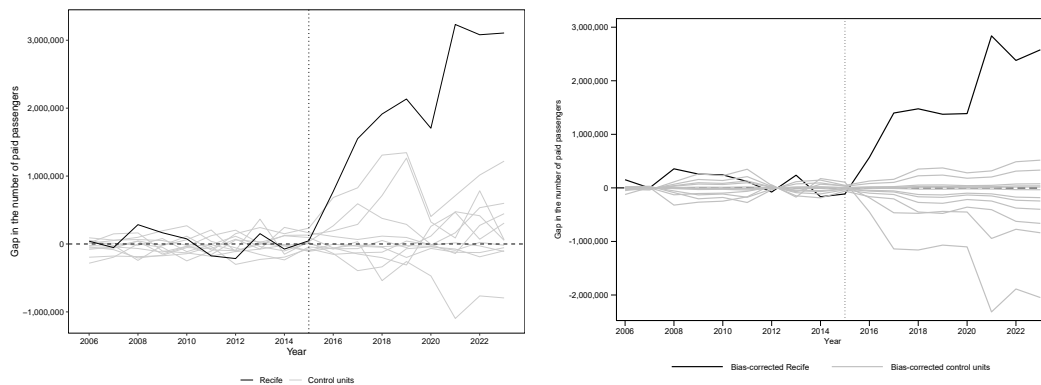 Gap in the number of paid passengers
3,000,000
2,000,000
1,000,000
0
−1,000,000
2006 2008 2010 2012 2014 2016 2018 2020 2022
Year
Recife Control units
Gap in the number of paid passengers
3,000,000
2,000,000
1,000,000
0
-1,000,000
-2,000,000
2006 2008 2010 2012 2014 2016 2018 2020 2022
Year
Bias-corrected Recife Bias-corrected control units